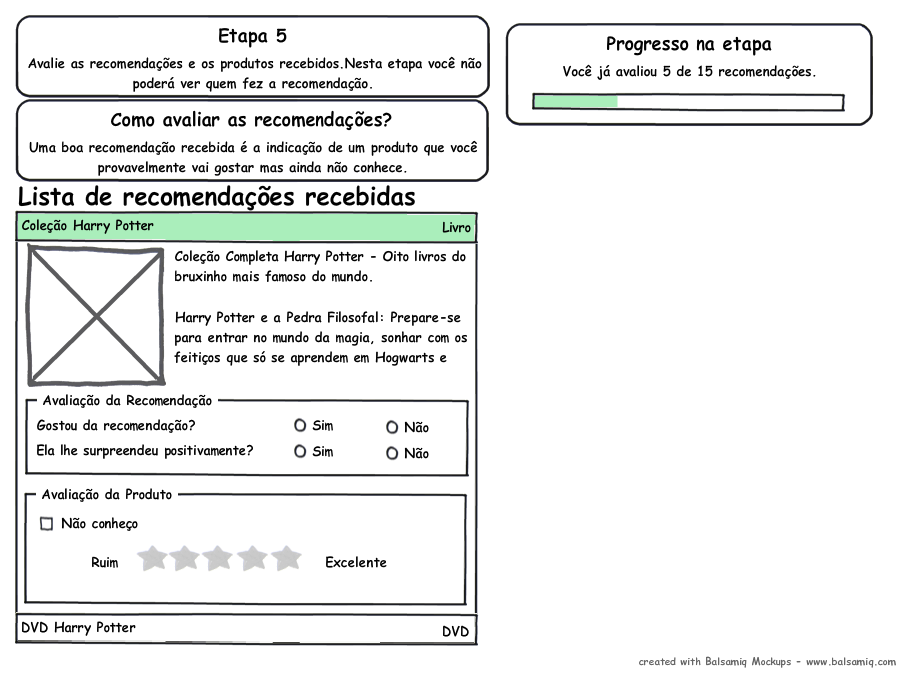 Etapa 5
Avalie as recomendações e os produtos recebidos.Nesta etapa você não
poderá ver quem fez a recomendação.
Progresso na etapa
Você já avaliou 5 de 15 recomendações.
Como avaliar as recomendações?
Uma boa recomendação recebida é a indicação de um produto que você
provavelmente vai gostar mas ainda não conhece.
Lista de recomendações recebidas
Coleção Harry Potter Livro
Coleção Completa Harry Potter - Oito livros do
bruxinho mais famoso do mundo.
Harry Potter e a Pedra Filosofal: Prepare-se
para entrar no mundo da magia, sonhar com os
feitiços que só se aprendem em Hogwarts e
Avaliação da Recomendação
Gostou da recomendação? Sim Não
Ela lhe surpreendeu positivamente? Sim Não
Avaliação da Produto
Não conheço
Ruim Excelente
DVD Harry Potter DVD
created with Balsamiq Mockups - www.balsamiq.com